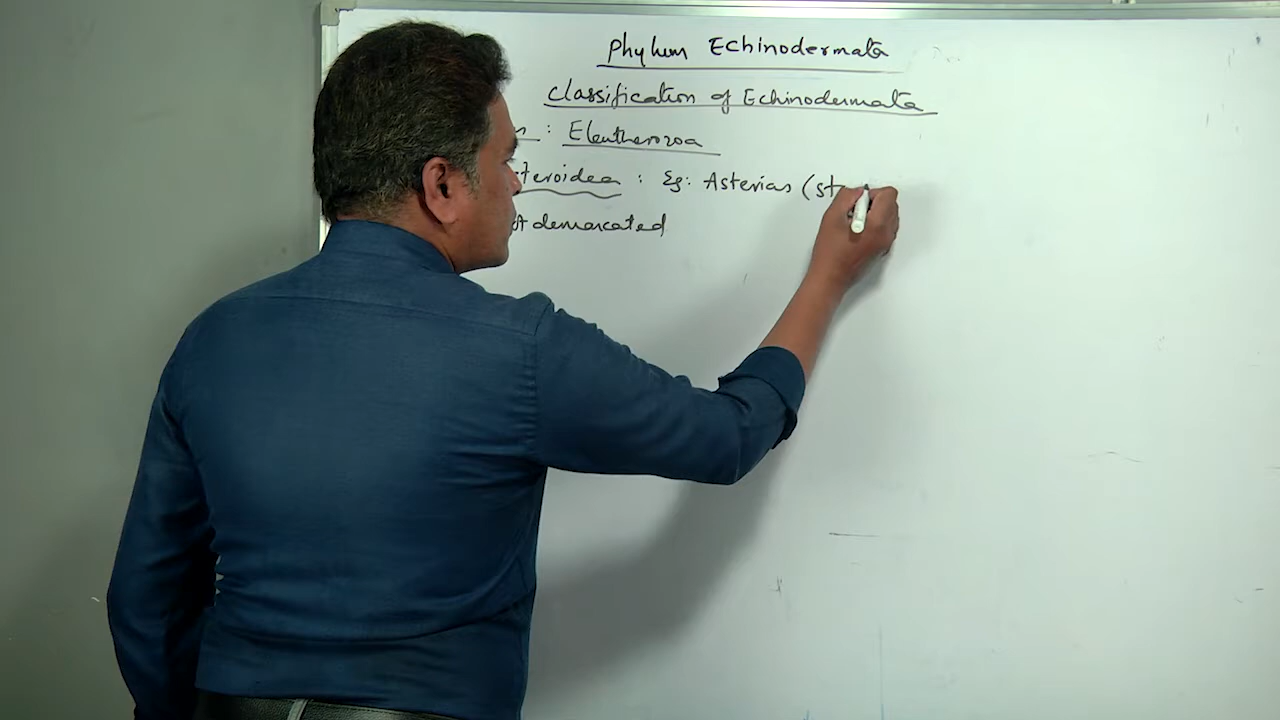 Phylum Echinodermata
Classification of Echinodermata
: Eleutherozoa
teroidea : Eg: Asterias (st
demarcated